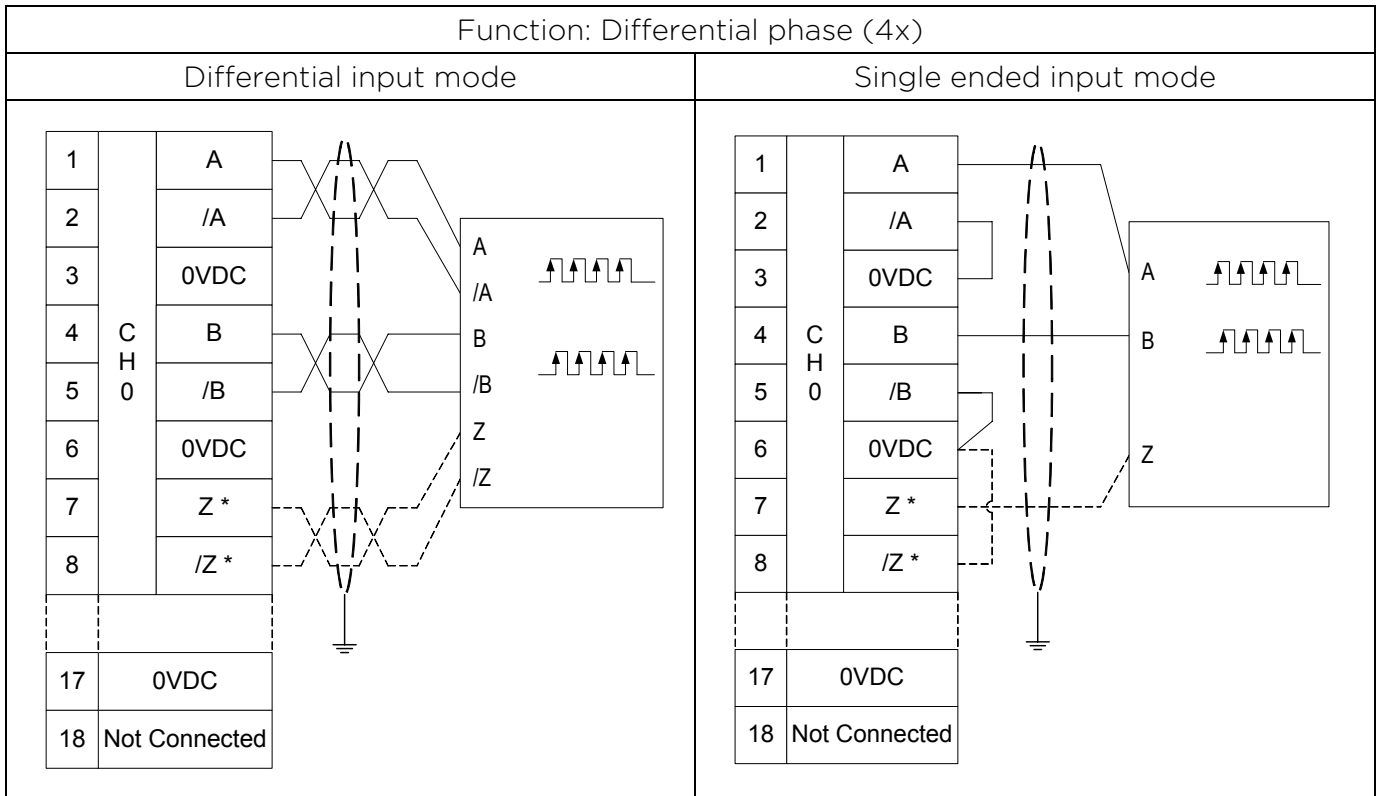 Function: Differential phase (4x)
Differential input mode
Single ended input mode
1 A
2 /A
3 0VDC
4 B
5 /B
6 0VDC
7 Z *
8 /Z *
C
H
0
17 0VDC
18 Not Connected
A
/A
B
/B
Z
/Z
1 A
2 /A
3 0VDC
4 B
5 /B
6 0VDC
7 Z *
8 /Z *
C
H
0
17 0VDC
18 Not Connected
A
B
Z